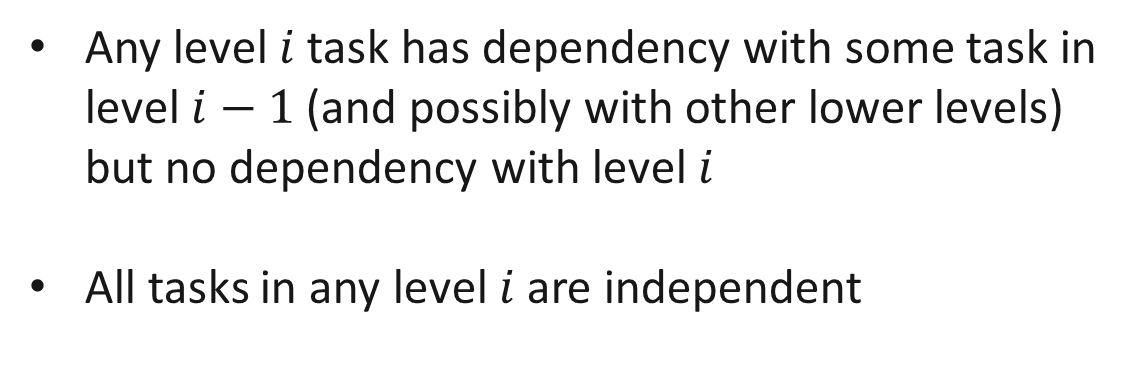 • Any level i task has dependency with some task in
level i − 1 (and possibly with other lower levels)
but no dependency with level i
• All tasks in any level i are independent